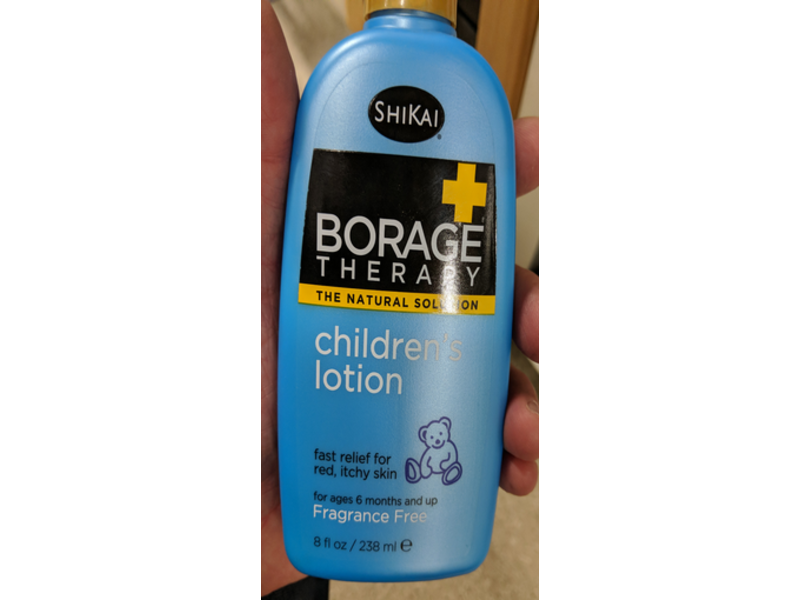 SHIKAI
BORAGE
THERAPY
THE NATURAL SOLUTION
children's
lotion
fast relief for
red, itchy skin
for ages 6 months and up
Fragrance Free
8 fl oz / 238 ml ℮